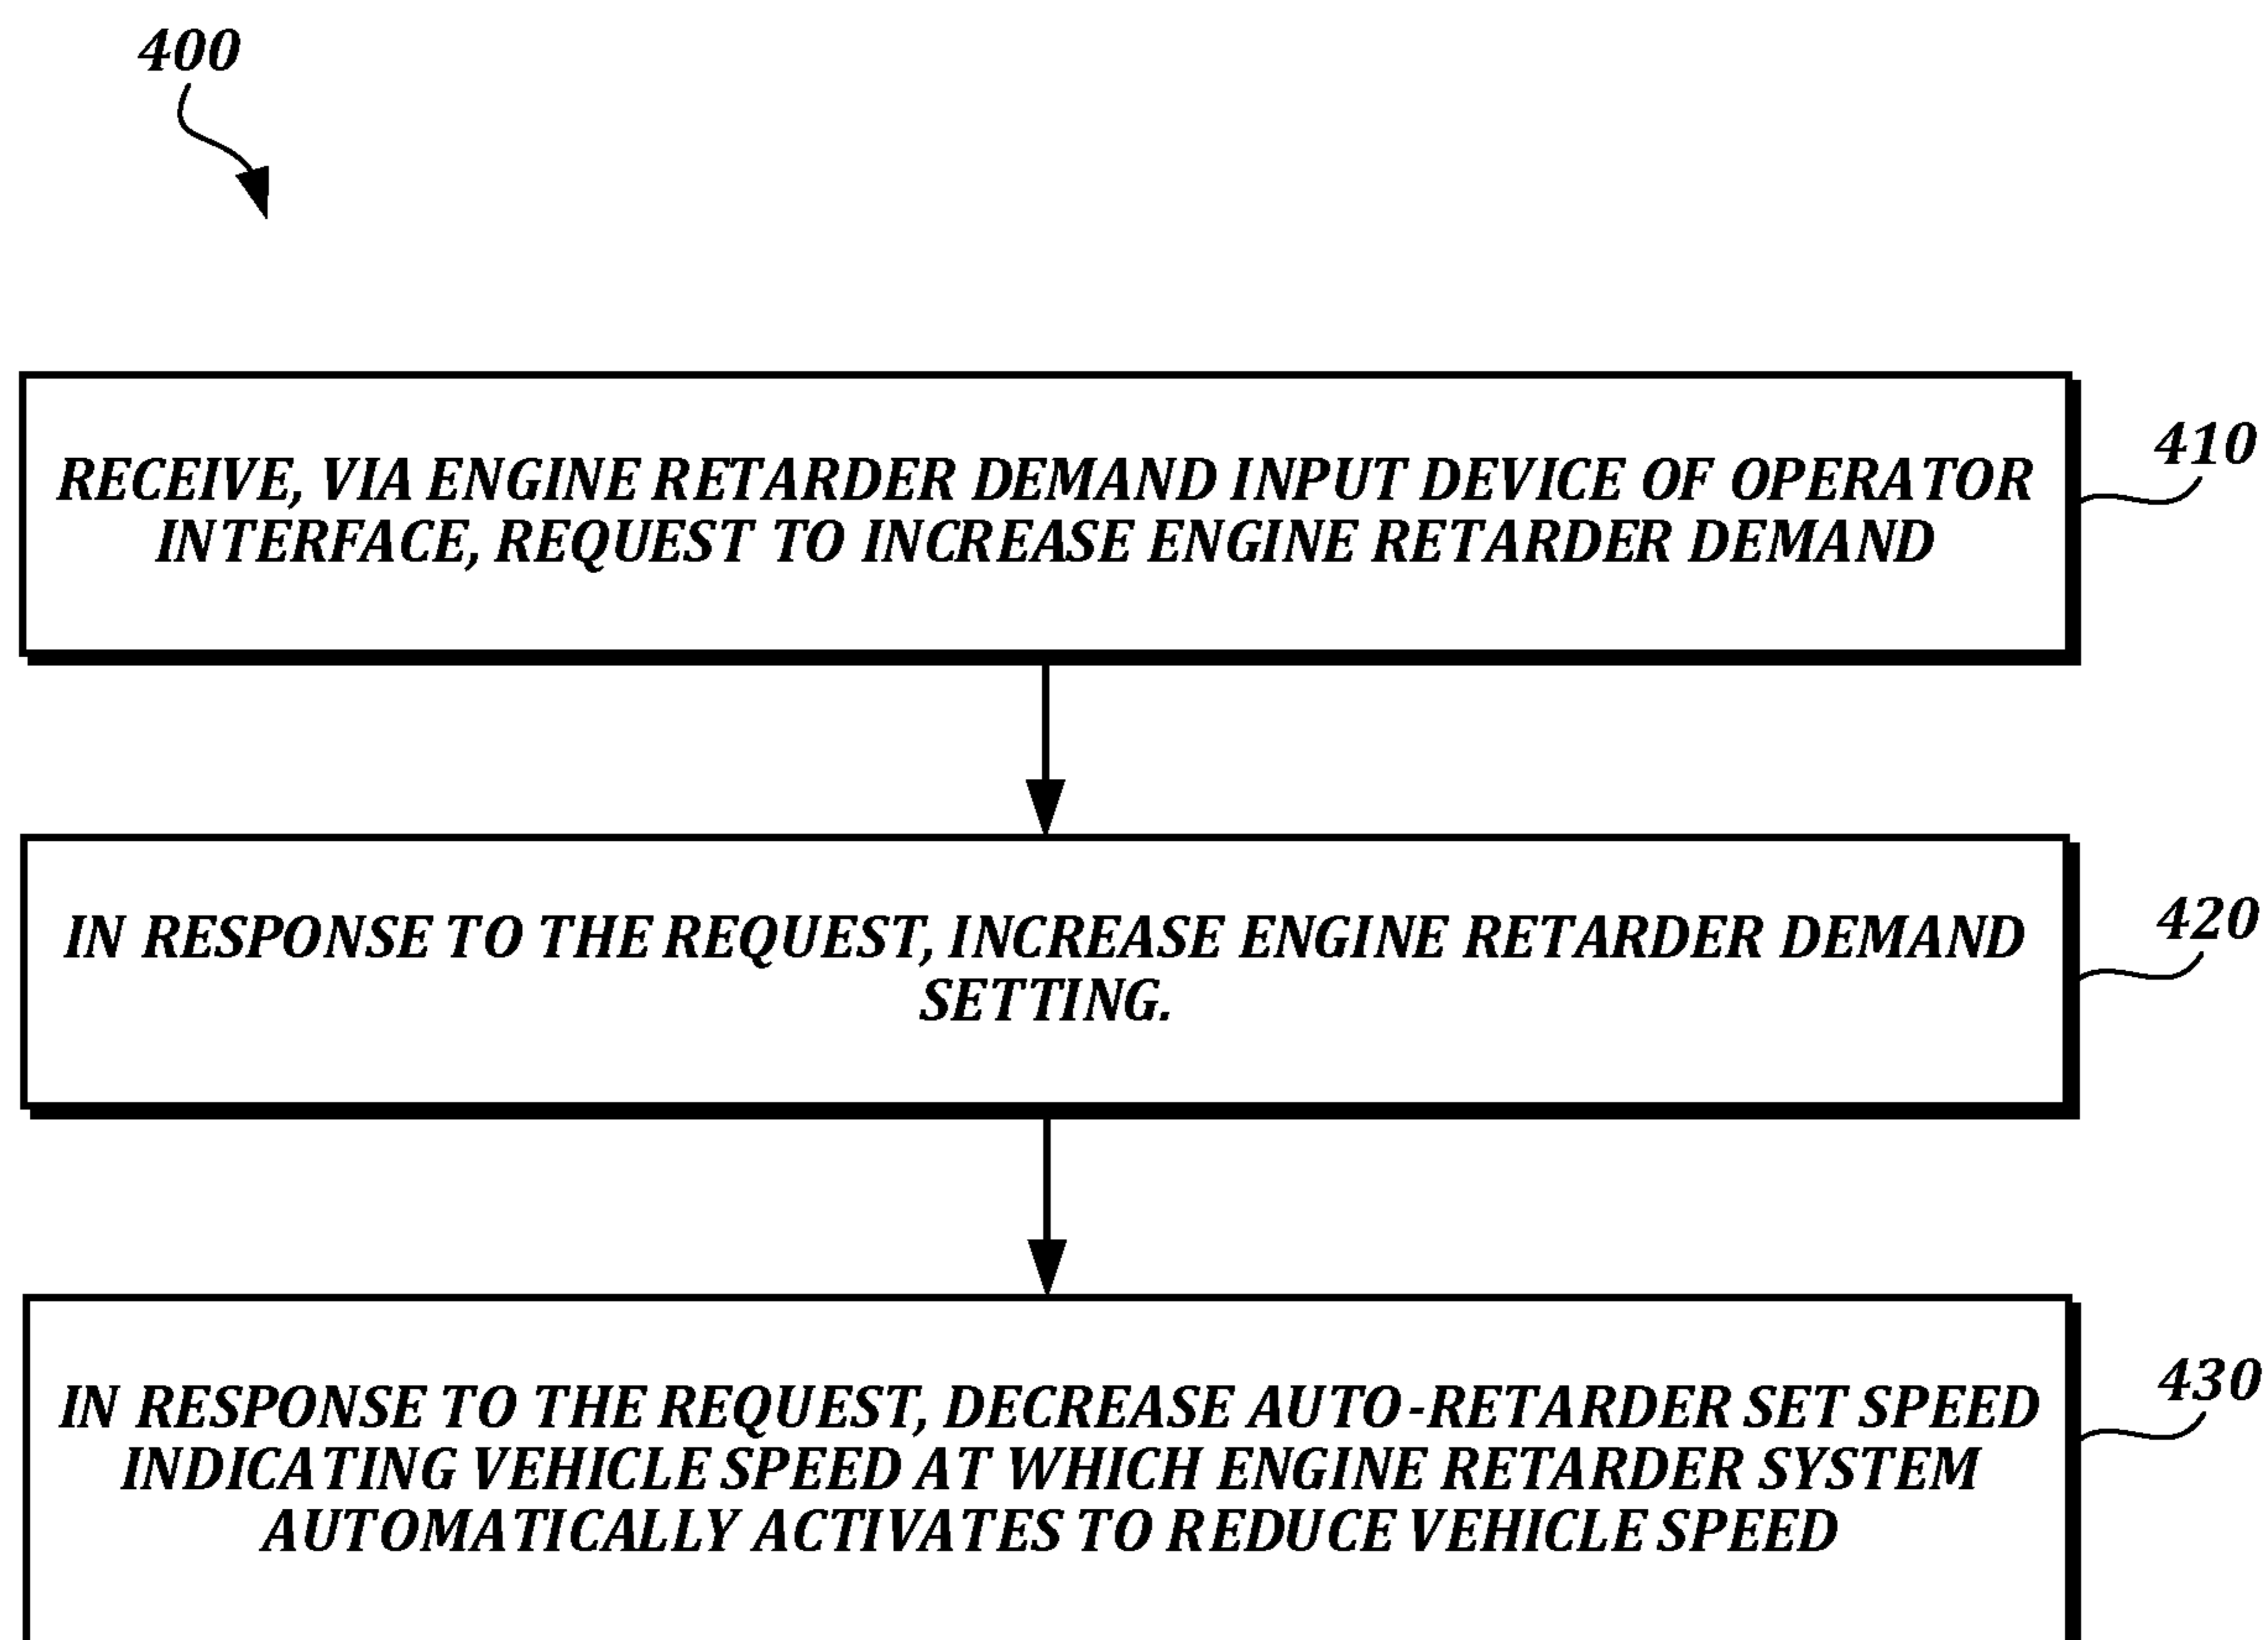 400
RECEIVE, VIA ENGINE RETARDER DEMAND INPUT DEVICE OF OPERATOR
INTERFACE, REQUEST TO INCREASE ENGINE RETARDER DEMAND
410
IN RESPONSE TO THE REQUEST, INCREASE ENGINE RETARDER DEMAND
SETTING.
420
IN RESPONSE TO THE REQUEST, DECREASE AUTO-RETARDER SET SPEED
INDICATING VEHICLE SPEED AT WHICH ENGINE RETARDER SYSTEM
AUTOMATICALLY ACTIVATES TO REDUCE VEHICLE SPEED
430